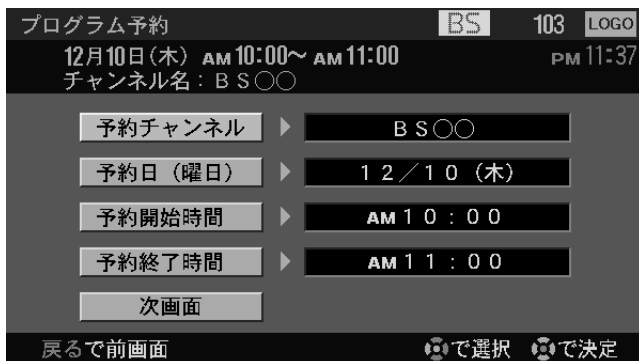 プログラム予約 BS 103 LOGO
12月10日(木) AM10:00~AM11:00 PM11:37
チャンネル名:BS○○
予約チャンネル BS○○
予約日(曜日) 12/10(木)
予約開始時間 AM10:00
予約終了時間 AM11:00
次画面
戻るで前画面 で選択 で決定